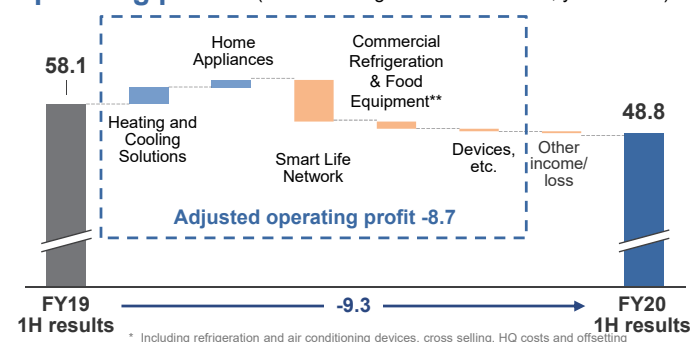 58.1
Home
Appliances
Commercial
Refrigeration
& Food
Equipment**
48.8
Heating and
Cooling
Solutions
Smart Life
Network
Devices,
etc.
Other
income/
loss
Adjusted operating profit -8.7
FY19
1H results
-9.3
FY20
1H results
* Including refrigeration and air conditioning devices, cross selling, HQ costs and offsetting